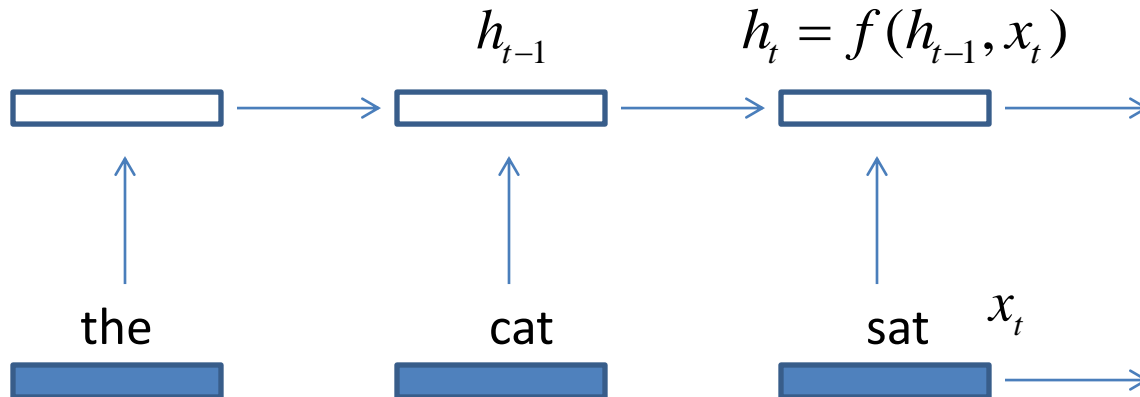 h_{t-1} h_t = f(h_{t-1}, x_t)
the cat sat x_t